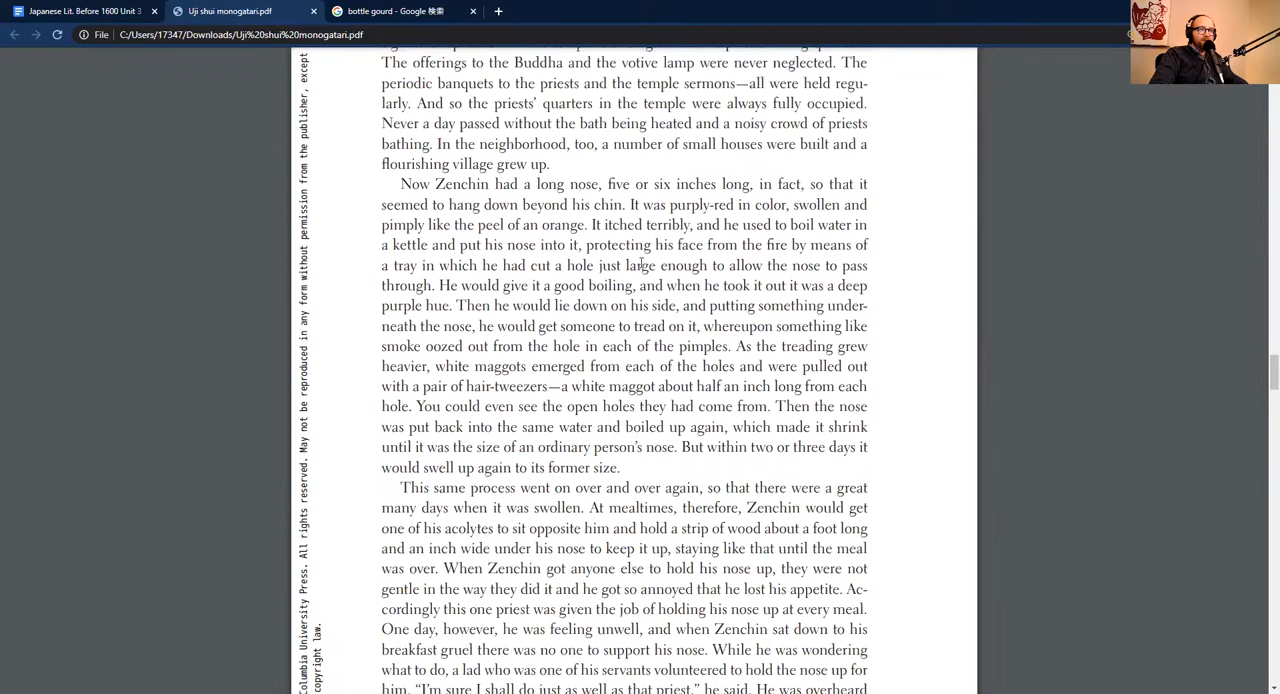 Japanese Lit. Before 1600 Unit 3
Uji shui monogatari.pdf
bottle gourd - Google 検索
File
C:/Users/17347/Downloads/Uji%20shui%20monogatari.pdf
The offerings to the Buddha and the votive lamp were never neglected. The
periodic banquets to the priests and the temple sermons—all were held regu-
larly. And so the priests’ quarters in the temple were always fully occupied.
Never a day passed without the bath being heated and a noisy crowd of priests
bathing. In the neighborhood, too, a number of small houses were built and a
flourishing village grew up.
Now Zenchin had a long nose, five or six inches long, in fact, so that it
seemed to hang down beyond his chin. It was purply-red in color, swollen and
pimply like the peel of an orange. It itched terribly, and he used to boil water in
a kettle and put his nose into it, protecting his face from the fire by means of
a tray in which he had cut a hole just large enough to allow the nose to pass
through. He would give it a good boiling, and when he took it out it was a deep
purple hue. Then he would lie down on his side, and putting something under-
neath the nose, he would get someone to tread on it, whereupon something like
smoke oozed out from the hole in each of the pimples. As the treading grew
heavier, white maggots emerged from each of the holes and were pulled out
with a pair of hair-tweezers—a white maggot about half an inch long from each
hole. You could even see the open holes they had come from. Then the nose
was put back into the same water and boiled up again, which made it shrink
until it was the size of an ordinary person’s nose. But within two or three days it
would swell up again to its former size.
This same process went on over and over again, so that there were a great
many days when it was swollen. At mealtimes, therefore, Zenchin would get
one of his acolytes to sit opposite him and hold a strip of wood about a foot long
and an inch wide under his nose to keep it up, staying like that until the meal
was over. When Zenchin got anyone else to hold his nose up, they were not
gentle in the way they did it and he got so annoyed that he lost his appetite. Ac-
cordingly this one priest was given the job of holding his nose up at every meal.
One day, however, he was feeling unwell, and when Zenchin sat down to his
breakfast gruel there was no one to support his nose. While he was wondering
what to do, a lad who was one of his servants volunteered to hold the nose up for
him. “I’m sure I shall do just as well as that priest,” he said. He was overheard
Columbia University Press. All rights reserved. May not be reproduced in any form without permission from the publisher, except
copyright law.